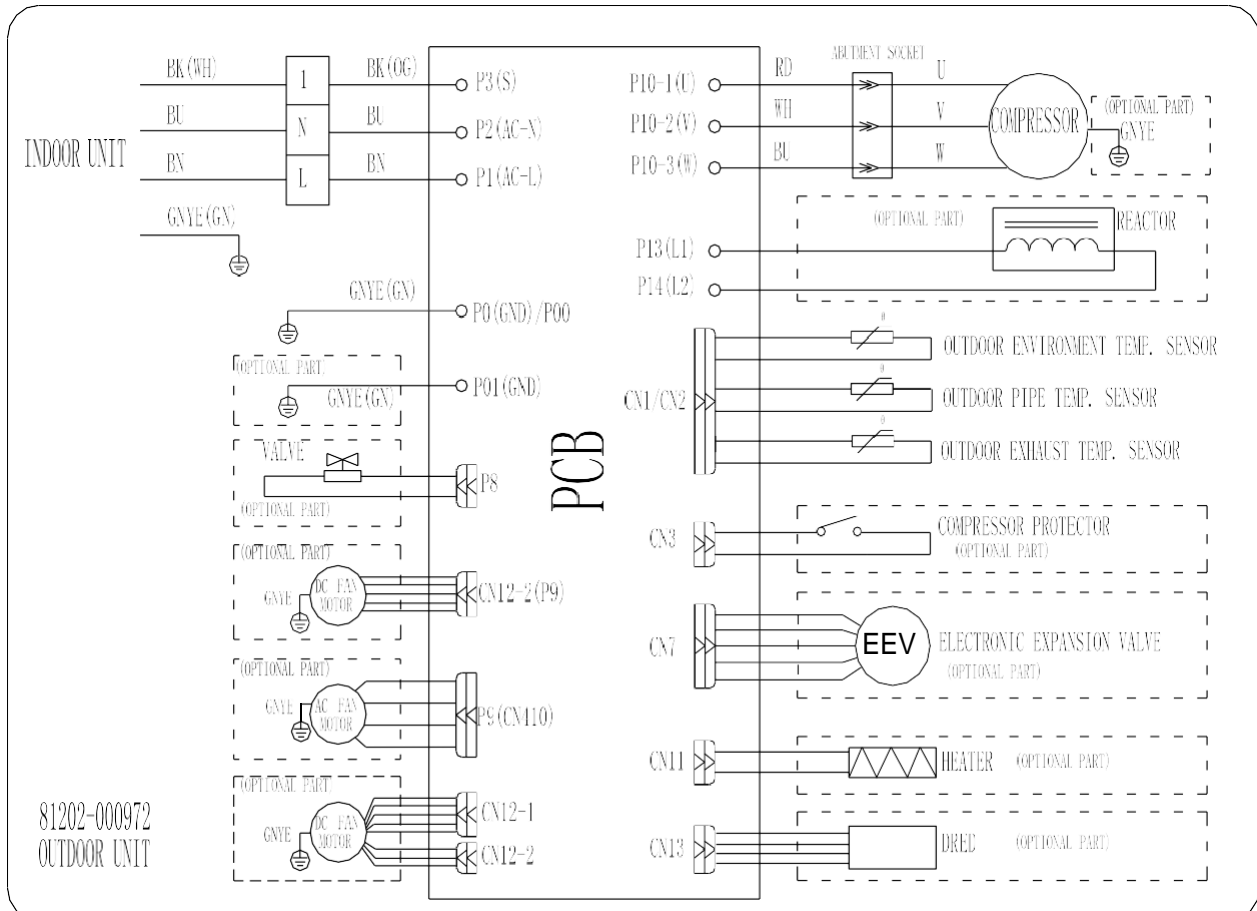 BK(WH)
1
BK(OG)
P3(S)
BU
N
BU
P2(AC-N)
INDOOR UNIT
BN
L
BN
P1(AC-L)
GNYE(GN)
GNYE(GN)
P0(GND)/P00
(OPTIONAL PART)
GNYE(GN)
P01(GND)
VALVE
P8
(OPTIONAL PART)
(OPTIONAL PART)
GNYE
DC FAN
MOTOR
CN12-2(P9)
(OPTIONAL PART)
GNYE
AC FAN
MOTOR
P9(CN410)
(OPTIONAL PART)
GNYE
DC FAN
MOTOR
CN12-1
CN12-2
81202-000972
OUTDOOR UNIT
PCB
ABUTMENT SOCKET
P10-1(U)
RD
U
P10-2(V)
WH
V
P10-3(W)
BU
W
COMPRESSOR
(OPTIONAL PART)
GNYE
(OPTIONAL PART)
REACTOR
P13(L1)
P14(L2)
CN1/CN2
θ
OUTDOOR ENVIRONMENT TEMP. SENSOR
θ
OUTDOOR PIPE TEMP. SENSOR
θ
OUTDOOR EXHAUST TEMP. SENSOR
CN3
COMPRESSOR PROTECTOR
(OPTIONAL PART)
CN7
EEV
ELECTRONIC EXPANSION VALVE
(OPTIONAL PART)
CN11
HEATER (OPTIONAL PART)
CN13
DRED (OPTIONAL PART)